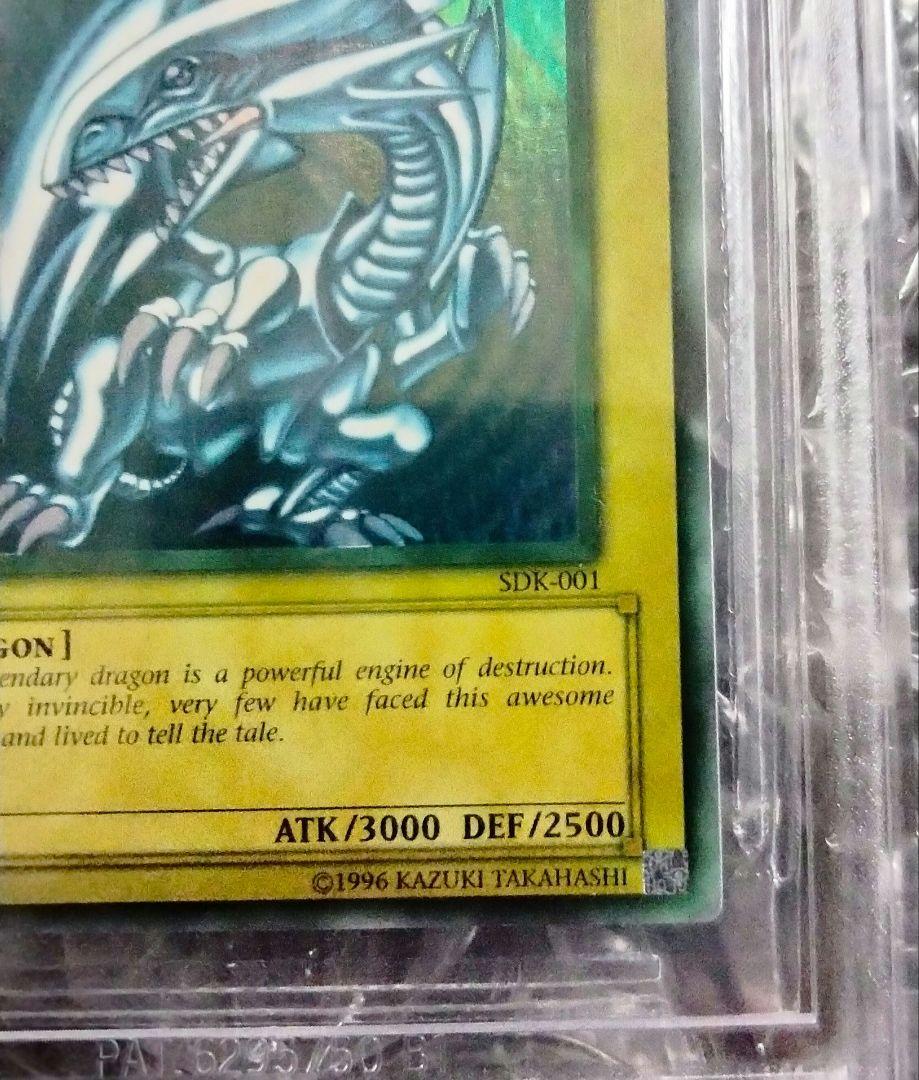 SDK-001
GON]
endary dragon is a powerful engine of destruction.
y invincible, very few have faced this awesome
and lived to tell the tale.
ATK/3000 DEF/2500
©1996 KAZUKI TAKAHASHI